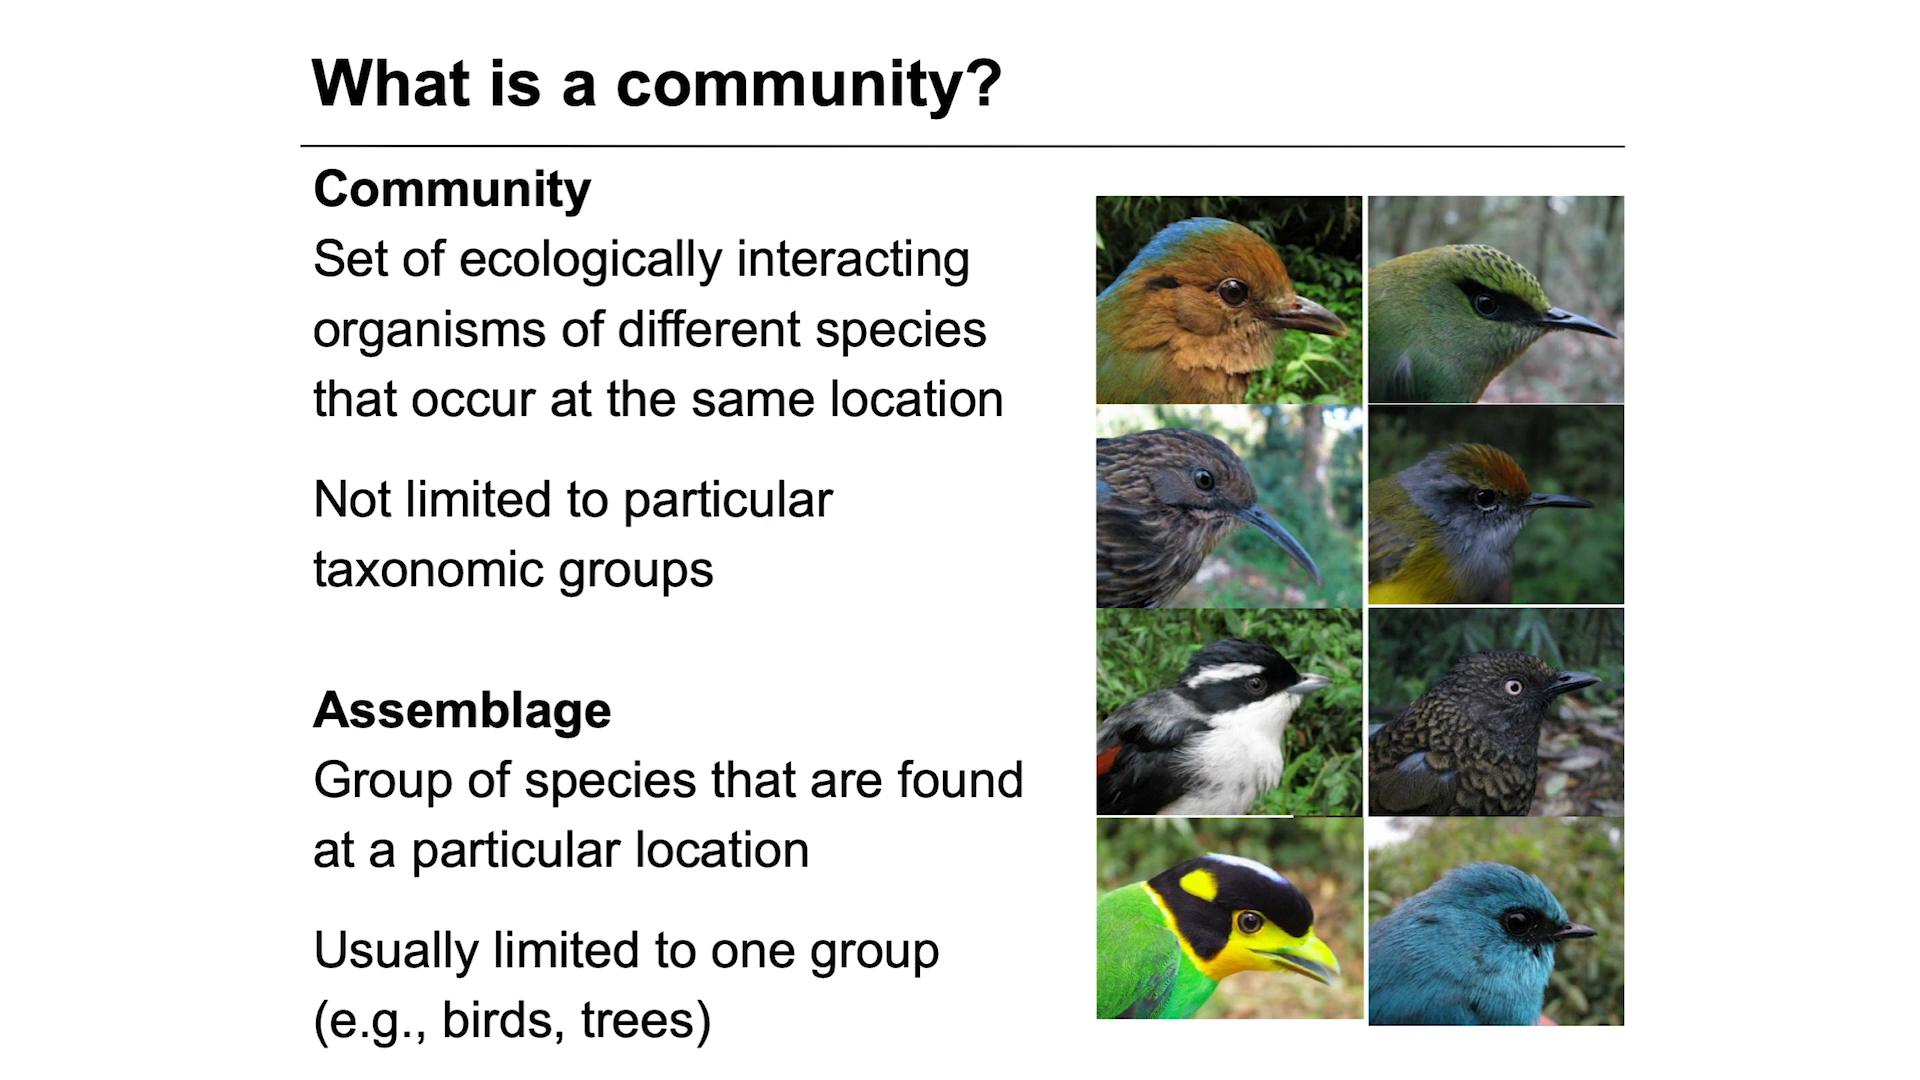 What is a community?
Community
Set of ecologically interacting
organisms of different species
that occur at the same location
Not limited to particular
taxonomic groups
Assemblage
Group of species that are found
at a particular location
Usually limited to one group
(e.g., birds, trees)